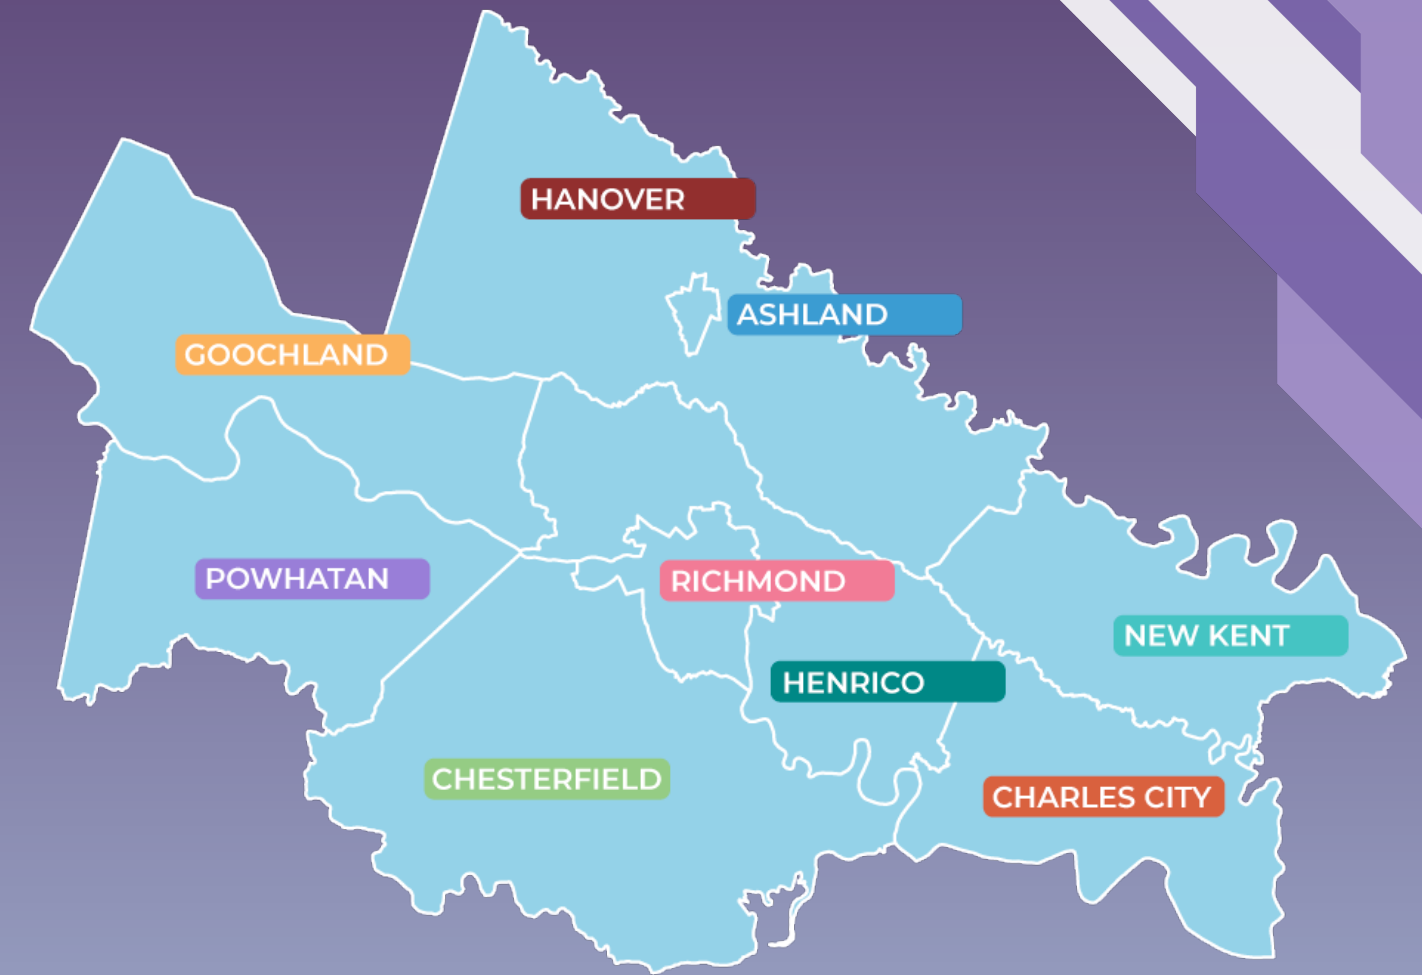 HANOVER
ASHLAND
GOOCHLAND
POWHATAN
RICHMOND
NEW KENT
HENRICO
CHESTERFIELD
CHARLES CITY